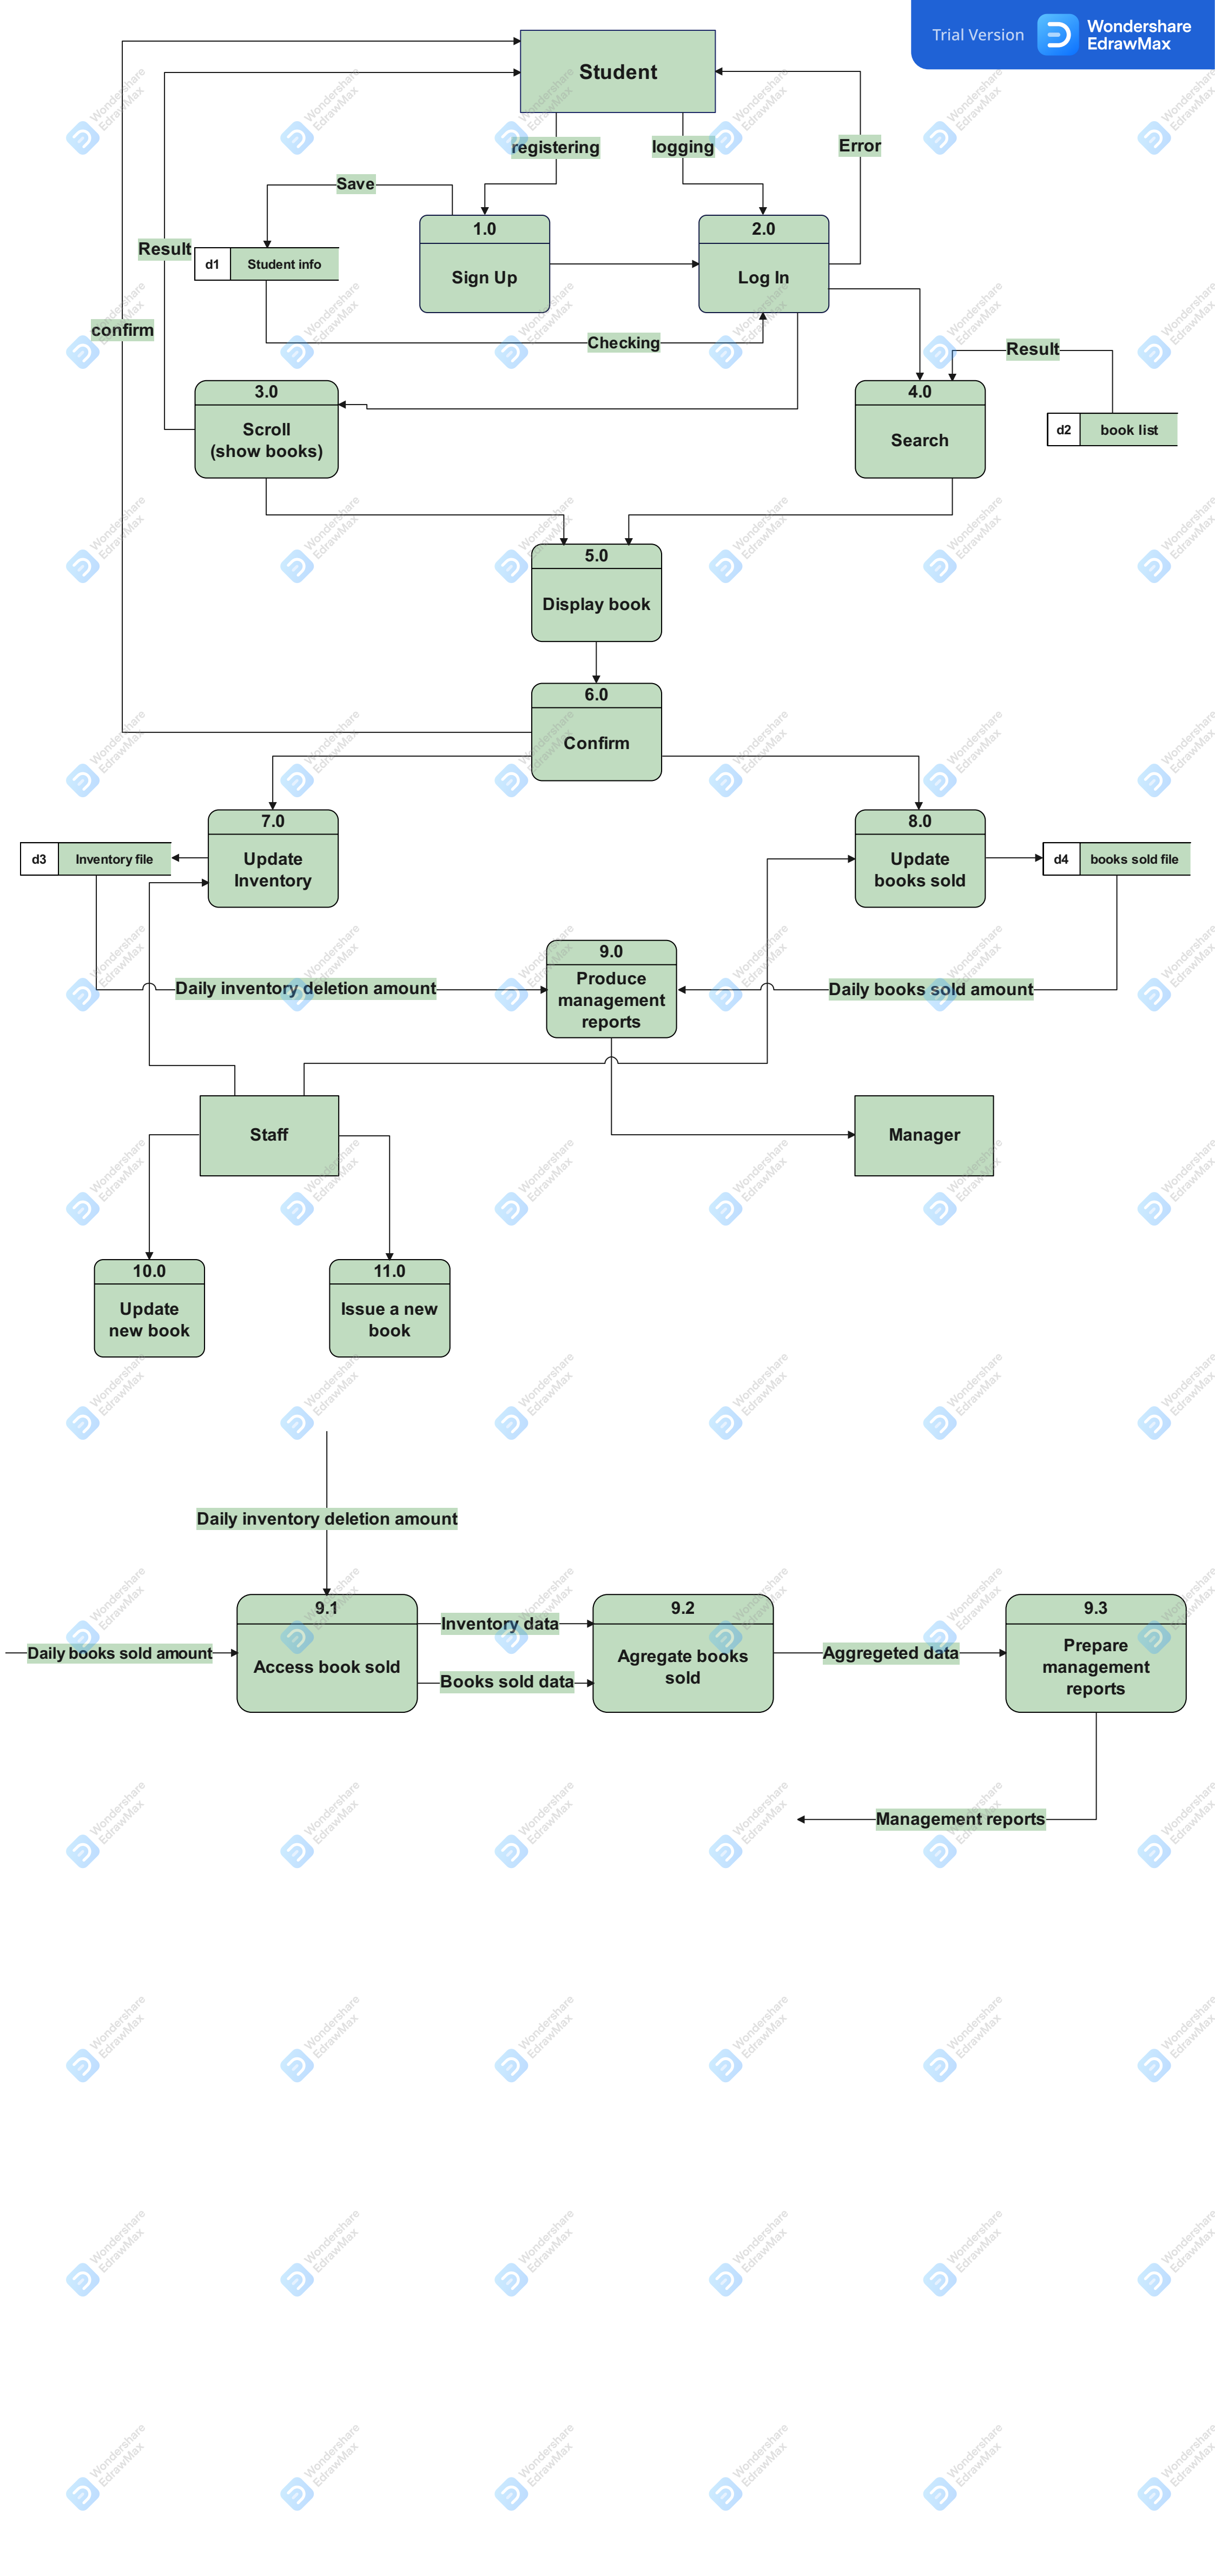 Trial Version
Wondershare
EdrawMax
Student
registering
logging
Error
Save
1.0
2.0
Result
d1
Student info
Sign Up
Log In
confirm
Checking
Result
3.0
4.0
Scroll
(show books)
Search
d2
book list
5.0
Display book
6.0
Confirm
7.0
8.0
d3
Inventory file
Update
Inventory
Update
books sold
d4
books sold file
9.0
Produce
management
reports
Daily inventory deletion amount
Daily books sold amount
Staff
Manager
10.0
11.0
Update
new book
Issue a new
book
Daily inventory deletion amount
9.1
9.2
9.3
Inventory data
Daily books sold amount
Access book sold
Agregate books
sold
Aggregeted data
Prepare
management
reports
Books sold data
Management reports